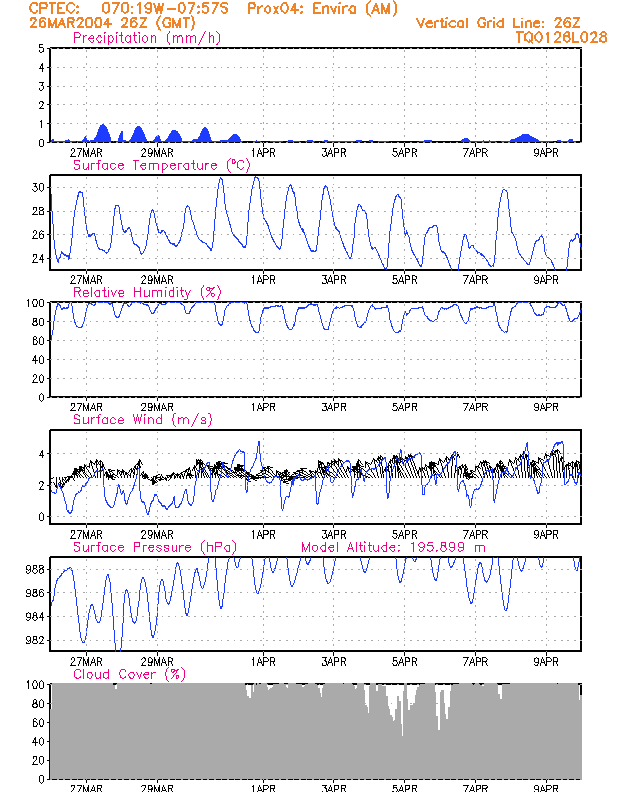 CPTEC: 070:19W-07:57S Prox04: Envira (AM)
26MAR2004 26Z (GMT) Vertical Grid Line: 26Z
Precipitation (mm/h) TQ0126L028
5
4
3
2
1
0
27MAR 29MAR 1APR 3APR 5APR 7APR 9APR
Surface Temperature (ºC)
30
28
26
24
27MAR 29MAR 1APR 3APR 5APR 7APR 9APR
Relative Humidity (%)
100
80
60
40
20
0
27MAR 29MAR 1APR 3APR 5APR 7APR 9APR
Surface Wind (m/s)
4
2
0
27MAR 29MAR 1APR 3APR 5APR 7APR 9APR
Surface Pressure (hPa) Model Altitude: 195.899 m
988
986
984
982
27MAR 29MAR 1APR 3APR 5APR 7APR 9APR
Cloud Cover (%)
100
80
60
40
20
0
27MAR 29MAR 1APR 3APR 5APR 7APR 9APR